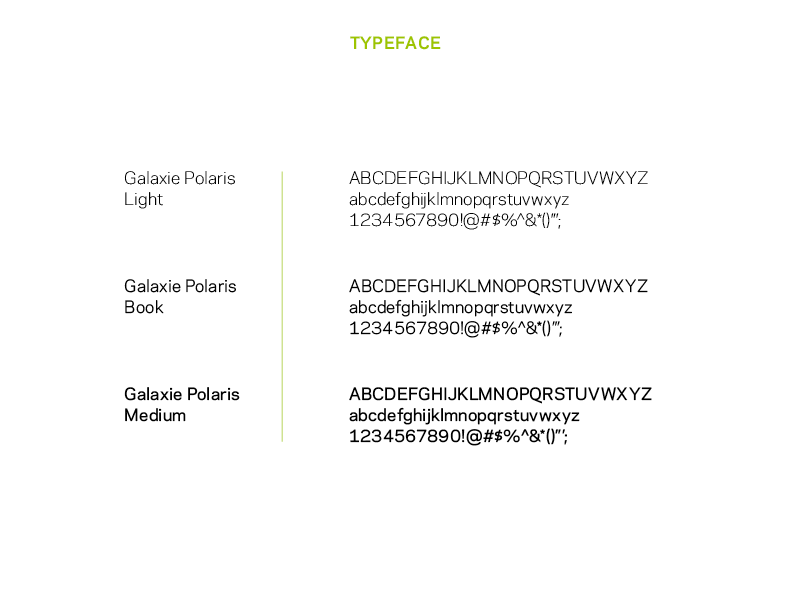 TYPEFACE
Galaxie Polaris
Light
ABCDEFGHIJKLMNOPQRSTUVWXYZ
abcdefghijklmnopqrstuvwxyz
1234567890!@#$%^&*()"';
Galaxie Polaris
Book
ABCDEFGHIJKLMNOPQRSTUVWXYZ
abcdefghijklmnopqrstuvwxyz
1234567890!@#$%^&*()"';
Galaxie Polaris
Medium
ABCDEFGHIJKLMNOPQRSTUVWXYZ
abcdefghijklmnopqrstuvwxyz
1234567890!@#$%^&*()"';